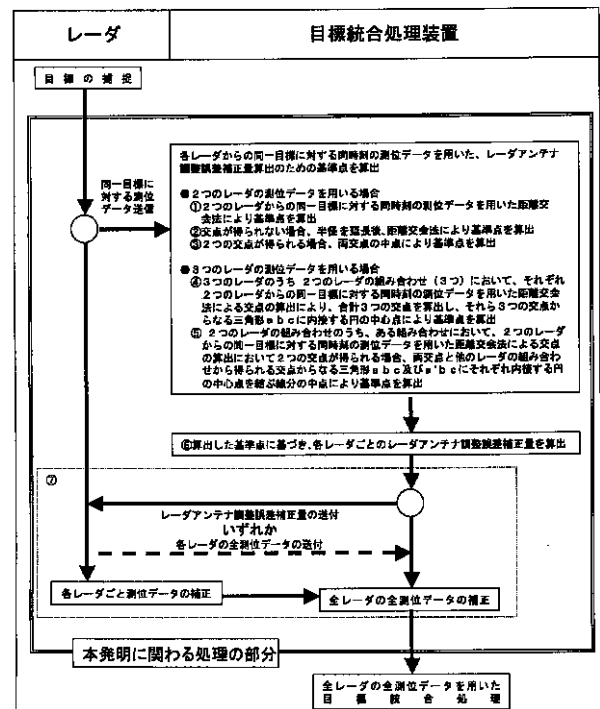 レーダ
目標統合処理装置
目標の捕捉
同一目標に
対する測位
データ送信
各レーダからの同一目標に対する同時刻の測位データを用いた、レーダアンテナ
調整誤差補正量算出のための基準点を算出
●2つのレーダの測位データを用いる場合
①2つのレーダからの同一目標に対する同時刻の測位データを用いた距離交
会法により基準点を算出
②交点が得られない場合、半径を延長後、距離交会法により基準点を算出
③2つの交点が得られる場合、両交点の中点により基準点を算出
●3つのレーダの測位データを用いる場合
④3つのレーダのうち 2つのレーダの組み合わせ(3つ)において、それぞれ
2つのレーダからの同一目標に対する同時刻の測位データを用いた距離交
会法による交点の算出により、合計3つの交点を算出し、それら3つの交点か
らなる三角形abcに内接する円の中心点により基準点を算出
⑤ 2つのレーダの組み合わせのうち、ある組み合わせにおいて、2つのレーダ
からの同一目標に対する同時刻の測位データを用いた距離交会法による交点
の算出において2つの交点が得られる場合、両交点と他のレーダの組み合わ
せから得られる交点からなる三角形abc及びa'bcにそれぞれ内接する円
の中心点を結ぶ線分の中点により基準点を算出
⑥算出した基準点に基づき、各レーダごとのレーダアンテナ調整誤差補正量を算出
⑦
レーダアンテナ調整誤差補正量の送付
いずれか
各レーダの全測位データの送付
各レーダごと測位データの補正
全レーダの全測位データの補正
本発明に関わる処理の部分
全レーダの全測位データを用いた
目標統合処理